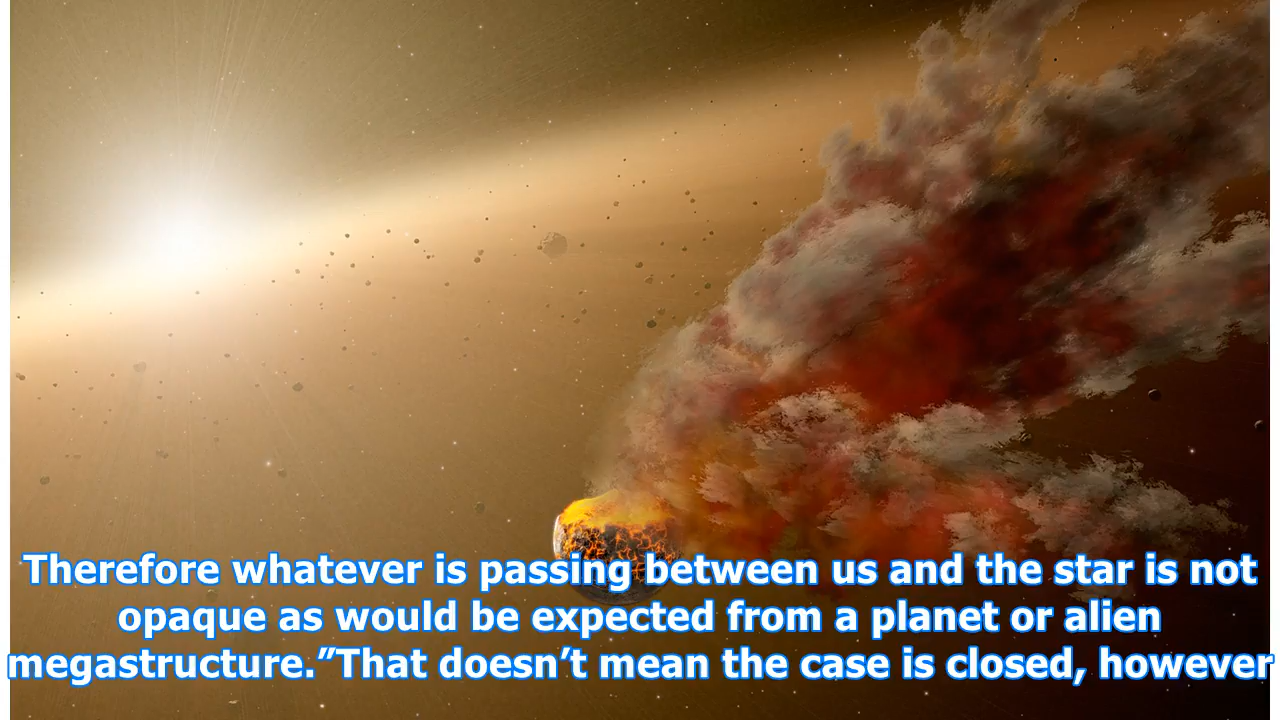 Therefore whatever is passing between us and the star is not
opaque as would be expected from a planet or alien
megastructure.”That doesn’t mean the case is closed, however